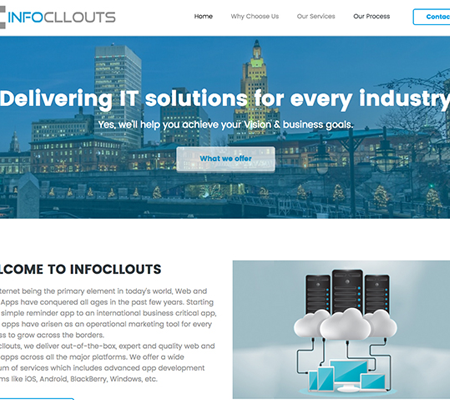 INFOCLLOUTS
Home Why Choose Us Our Services Our Process Contac
Delivering IT solutions for every industry
Yes, we'll help you achieve your Vision & business goals.
What we offer
LCOME TO INFOCLLOUTS
ternet being the primary element in today's world, Web and
Apps have conquered all ages in the past few years. Starting
simple reminder app to an international business critical app,
apps have arisen as an operational marketing tool for every
ss to grow across the borders.
cllouts, we deliver out-of-the-box, expert and quality web and
apps across all the major platforms. We offer a wide
um of services which includes advanced app development
rms like iOS, Android, BlackBerry, Windows, etc.